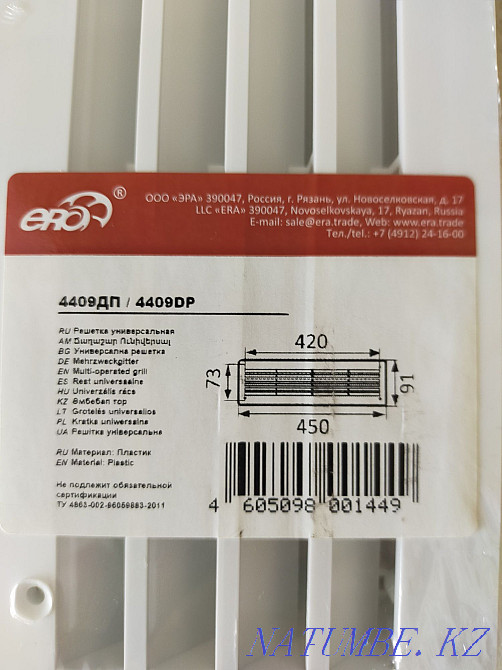 ERA®
ООО «ЭРА» 390047, Россия, г. Рязань, ул. Новоселковская, д. 17
LLC «ERA» 390047, Novoselkovskaya, 17, Ryazan, Russia
E-mail: sale@era.trade, Web: www.era.trade
Тел./tel.: +7 (4912) 24-16-00
4409ДП / 4409DP
RU Решетка универсальная
AM Ճաղաշար Ունիվերսալ
BG Универсална решетка
DE Mehrzweckgitter
EN Multi-operated grill
ES Rest universsalne
HU Univerzális rács
KZ Әмбебап тор
LT Grotelės universalios
PL Kratka uniwersalna
UA Решітка універсальна
RU Материал: Пластик
EN Material: Plastic
Не подлежит обязательной
сертификации
ТУ 4863-002-96059883-2011
420
73
91
450
4 605098 001449
NATUMBE.KZ